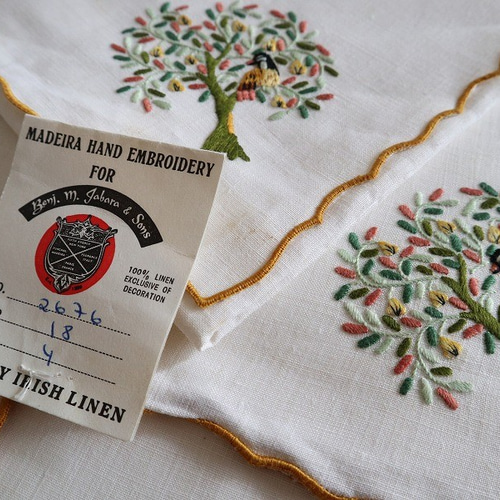 MADEIRA HAND EMBROIDERY
FOR
Benj. M. Jabara & Sons
100% LINEN
EXCLUSIVE OF
DECORATION
2676
18
4
Y IRISH LINEN